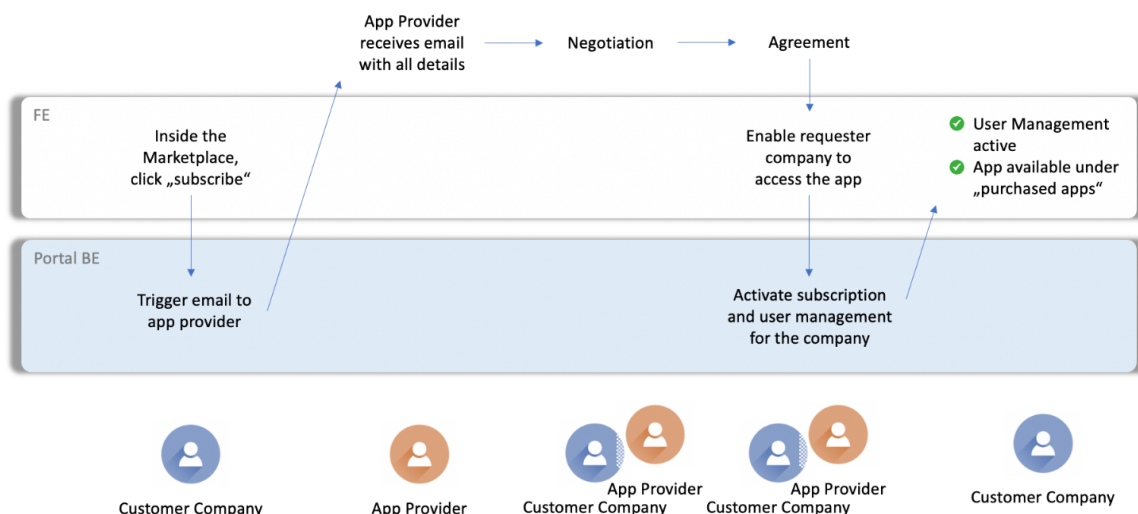 App Provider
receives email
with all details
Negotiation
Agreement
FE
Inside the
Marketplace,
click „subscribe“
Enable requester
company to
access the app
User Management
active
App available under
„purchased apps“
Portal BE
Trigger email to
app provider
Activate subscription
and user management
for the company
Customer Company
App Provider
App Provider
Customer Company
App Provider
Customer Company
Customer Company